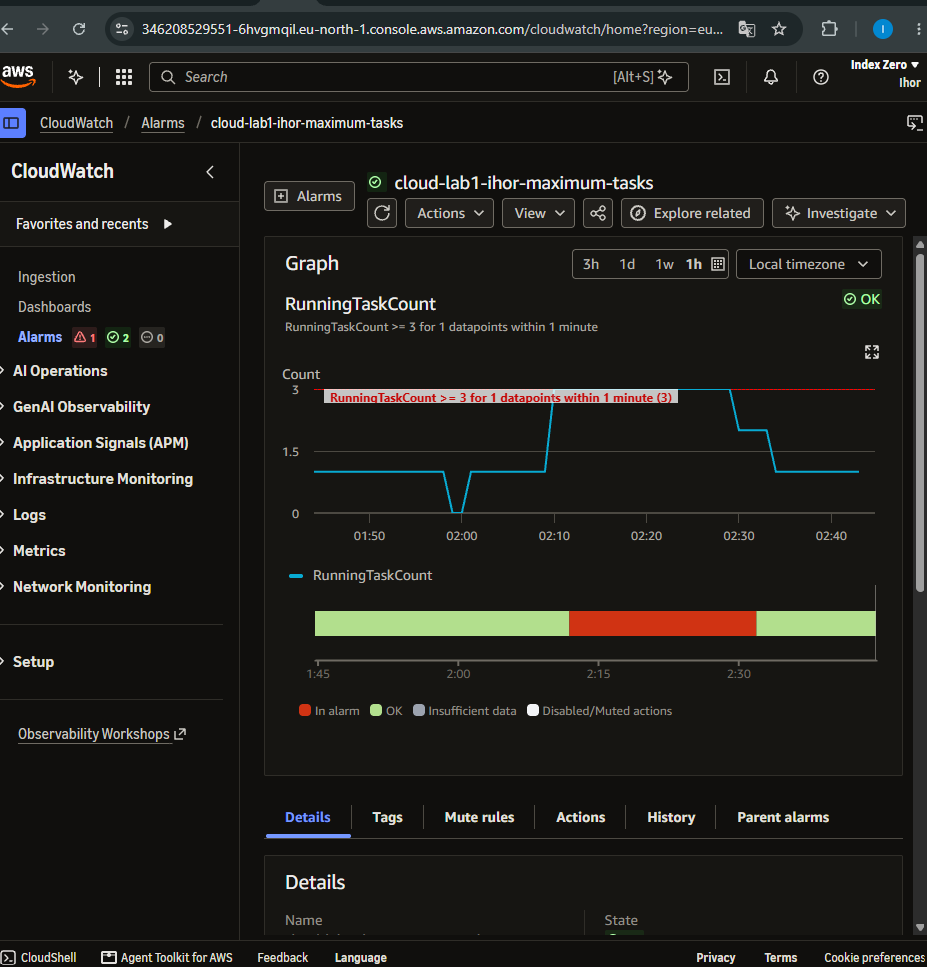 346208529551-6hvgmqil.eu-north-1.console.aws.amazon.com/cloudwatch/home?region=eu...
I
aws
Search
[Alt+S]
Index Zero
Ihor
CloudWatch / Alarms / cloud-lab1-ihor-maximum-tasks
CloudWatch
Favorites and recents
Ingestion
Dashboards
Alarms 1 2 0
AI Operations
GenAI Observability
Application Signals (APM)
Infrastructure Monitoring
Logs
Metrics
Network Monitoring
Setup
Observability Workshops
Alarms
cloud-lab1-ihor-maximum-tasks
Actions View Explore related Investigate
Graph
3h 1d 1w 1h Local timezone
RunningTaskCount
OK
RunningTaskCount >= 3 for 1 datapoints within 1 minute
Count
3
RunningTaskCount >= 3 for 1 datapoints within 1 minute (3)
1.5
0
01:50 02:00 02:10 02:20 02:30 02:40
RunningTaskCount
1:45 2:00 2:15 2:30
In alarm OK Insufficient data Disabled/Muted actions
Details Tags Mute rules Actions History Parent alarms
Details
Name State
CloudShell Agent Toolkit for AWS Feedback Language Privacy Terms Cookie preferences